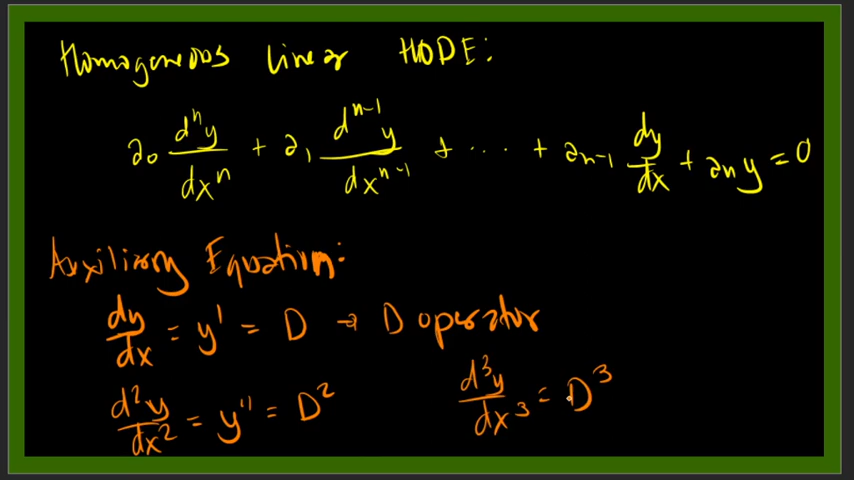 Homogeneous Linear HODE:
a₀ dⁿy/dxⁿ + a₁ dⁿ⁻¹y/dxⁿ⁻¹ + ... + aₙ₋₁ dy/dx + aₙ y = 0
Auxiliary Equation:
dy/dx = y' = D → D operator
d²y/dx² = y'' = D² d³y/dx³ = D³